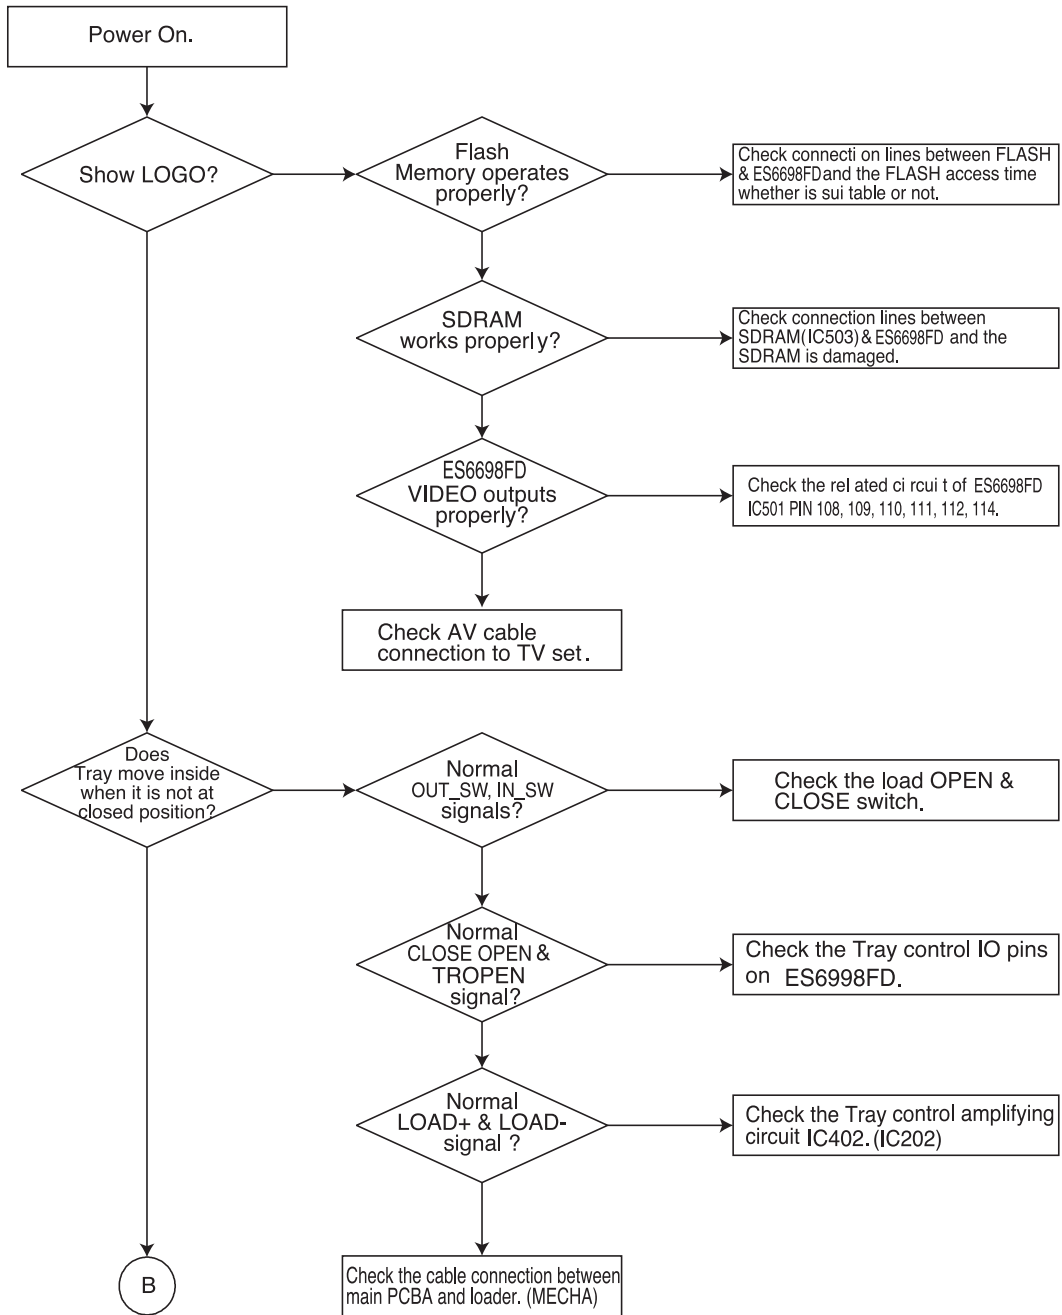 Power On.
Show LOGO?
Flash
Memory operates
properly?
Check connecti on lines between FLASH
& ES6698FD and the FLASH access time
whether is sui table or not.
SDRAM
works properly?
Check connection lines between
SDRAM(IC503) & ES6698FD and the
SDRAM is damaged.
ES6698FD
VIDEO outputs
properly?
Check the rel ated ci rcui t of ES6698FD
IC501 PIN 108, 109, 110, 111, 112, 114.
Check AV cable
connection to TV set.
Does
Tray move inside
when it is not at
closed position?
Normal
OUT_SW, IN_SW
signals?
Check the load OPEN &
CLOSE switch.
Normal
CLOSE OPEN &
TROPEN
signal?
Check the Tray control IO pins
on ES6998FD.
Normal
LOAD+ & LOAD-
signal ?
Check the Tray control amplifying
circuit IC402. (IC202)
B
Check the cable connection between
main PCBA and loader. (MECHA)